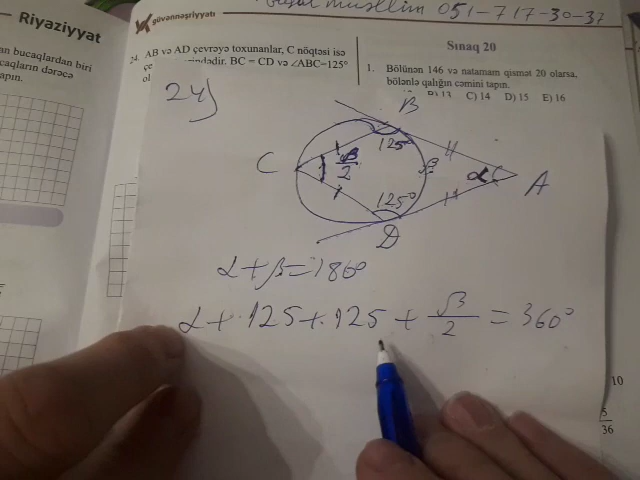 Riyaziyyat
güvənnəşriyyatı
müəllim 051-717-30-37
Sınaq 20
an bucaqlardan biri
caqların dərəcə
apın.
24. AB və AD çevrəyə toxunanlar, C nöqtəsi isə
BC = CD və ∠ABC=125°
1. Bölünən 146 və natamam qismət 20 olarsa,
bölənlə qalığın cəmini tapın.
C) 14 D) 15 E) 16
24)
B
125°
C
β/2
β
α
A
125°
D
α+β=180°
α + 125 + 125 + β/2 = 360°
10
5
36